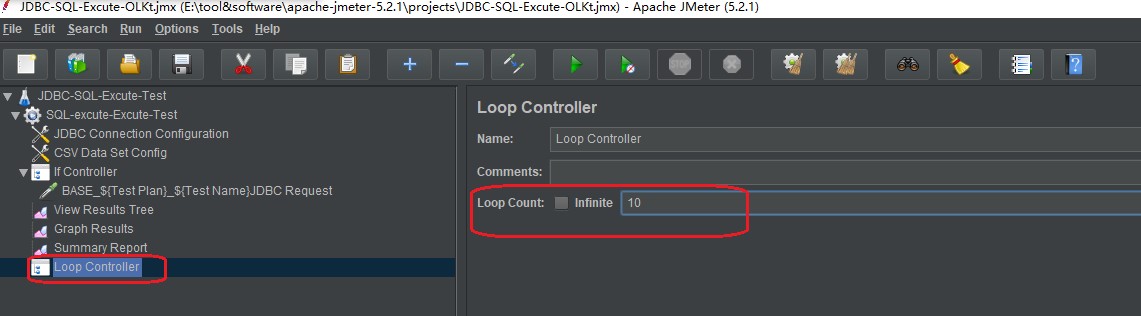 JDBC-SQL-Excute-OLKt.jmx (E:\tool&software\apache-jmeter-5.2.1\projects\JDBC-SQL-Excute-OLKt.jmx) - Apache JMeter (5.2.1)
File Edit Search Run Options Tools Help
STOP
JDBC-SQL-Excute-Test
SQL-excute-Excute-Test
JDBC Connection Configuration
CSV Data Set Config
If Controller
BASE_${Test Plan}_${Test Name}JDBC Request
View Results Tree
Graph Results
Summary Report
Loop Controller
Loop Controller
Name: Loop Controller
Comments:
Loop Count: Infinite 10